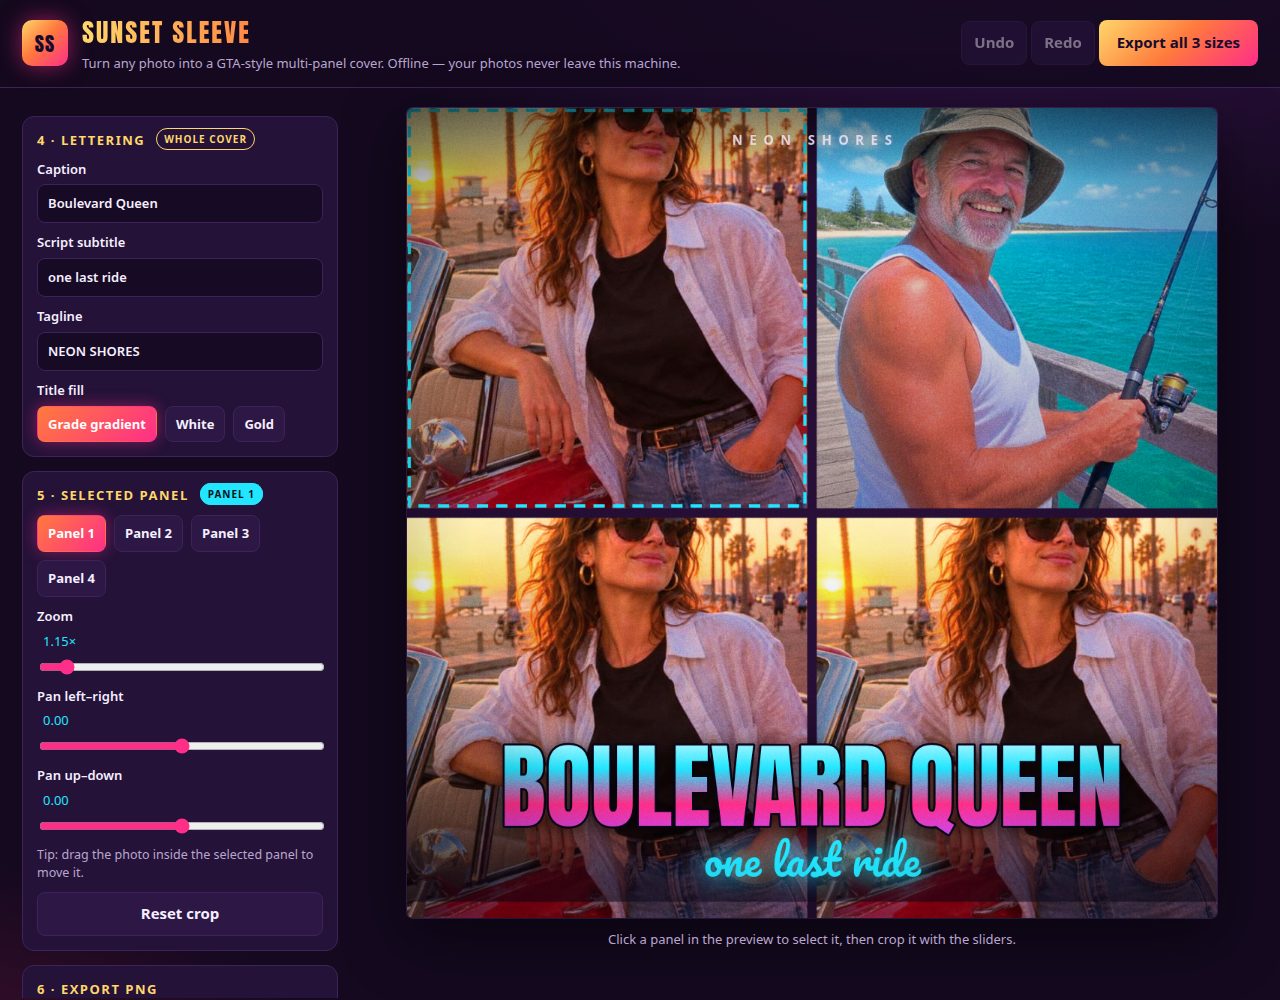 SS
SUNSET SLEEVE
Turn any photo into a GTA-style multi-panel cover. Offline — your photos never leave this machine.
Undo
Redo
Export all 3 sizes
4 · LETTERING
WHOLE COVER
Caption
Boulevard Queen
Script subtitle
one last ride
Tagline
NEON SHORES
Title fill
Grade gradient
White
Gold
5 · SELECTED PANEL
PANEL 1
Panel 1
Panel 2
Panel 3
Panel 4
Zoom
1.15×
Pan left–right
0.00
Pan up–down
0.00
Tip: drag the photo inside the selected panel to
move it.
Reset crop
6 · EXPORT PNG
NEON SHORES
BOULEVARD QUEEN
one last ride
Click a panel in the preview to select it, then crop it with the sliders.